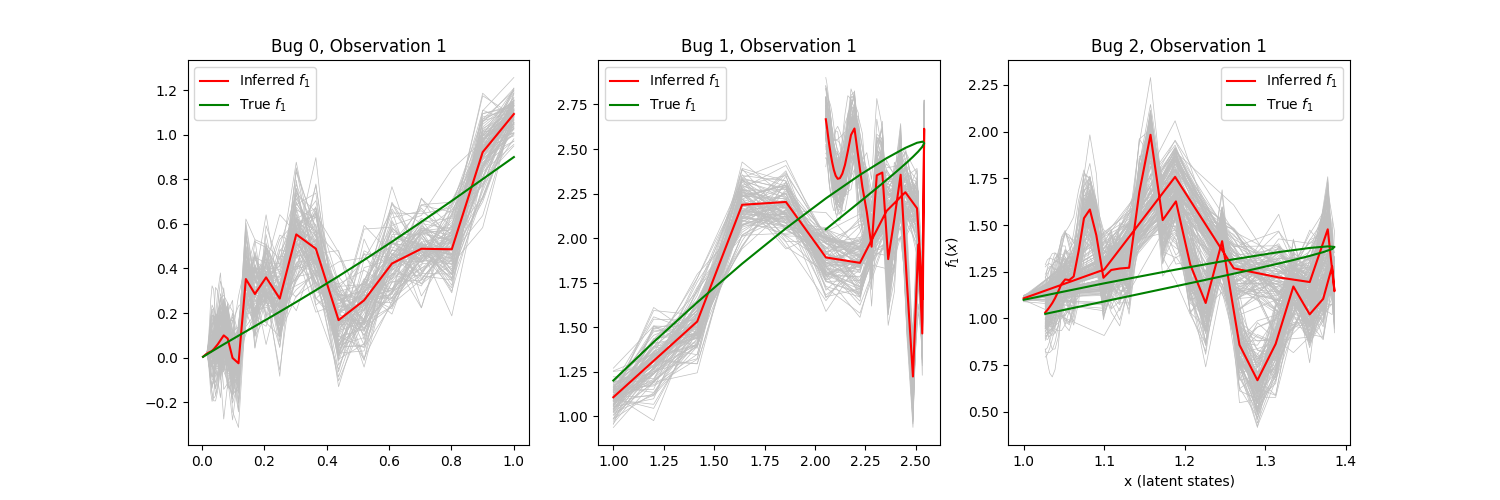 Bug 0, Observation 1
Inferred f₁
True f₁
1.2
1.0
0.8
0.6
0.4
0.2
0.0
−0.2
0.0 0.2 0.4 0.6 0.8 1.0
Bug 1, Observation 1
Inferred f₁
True f₁
2.75
2.50
2.25
2.00
1.75
1.50
1.25
1.00
1.00 1.25 1.50 1.75 2.00 2.25 2.50
Bug 2, Observation 1
Inferred f₁
True f₁
f₁(x)
2.25
2.00
1.75
1.50
1.25
1.00
0.75
0.50
1.0 1.1 1.2 1.3 1.4
x (latent states)